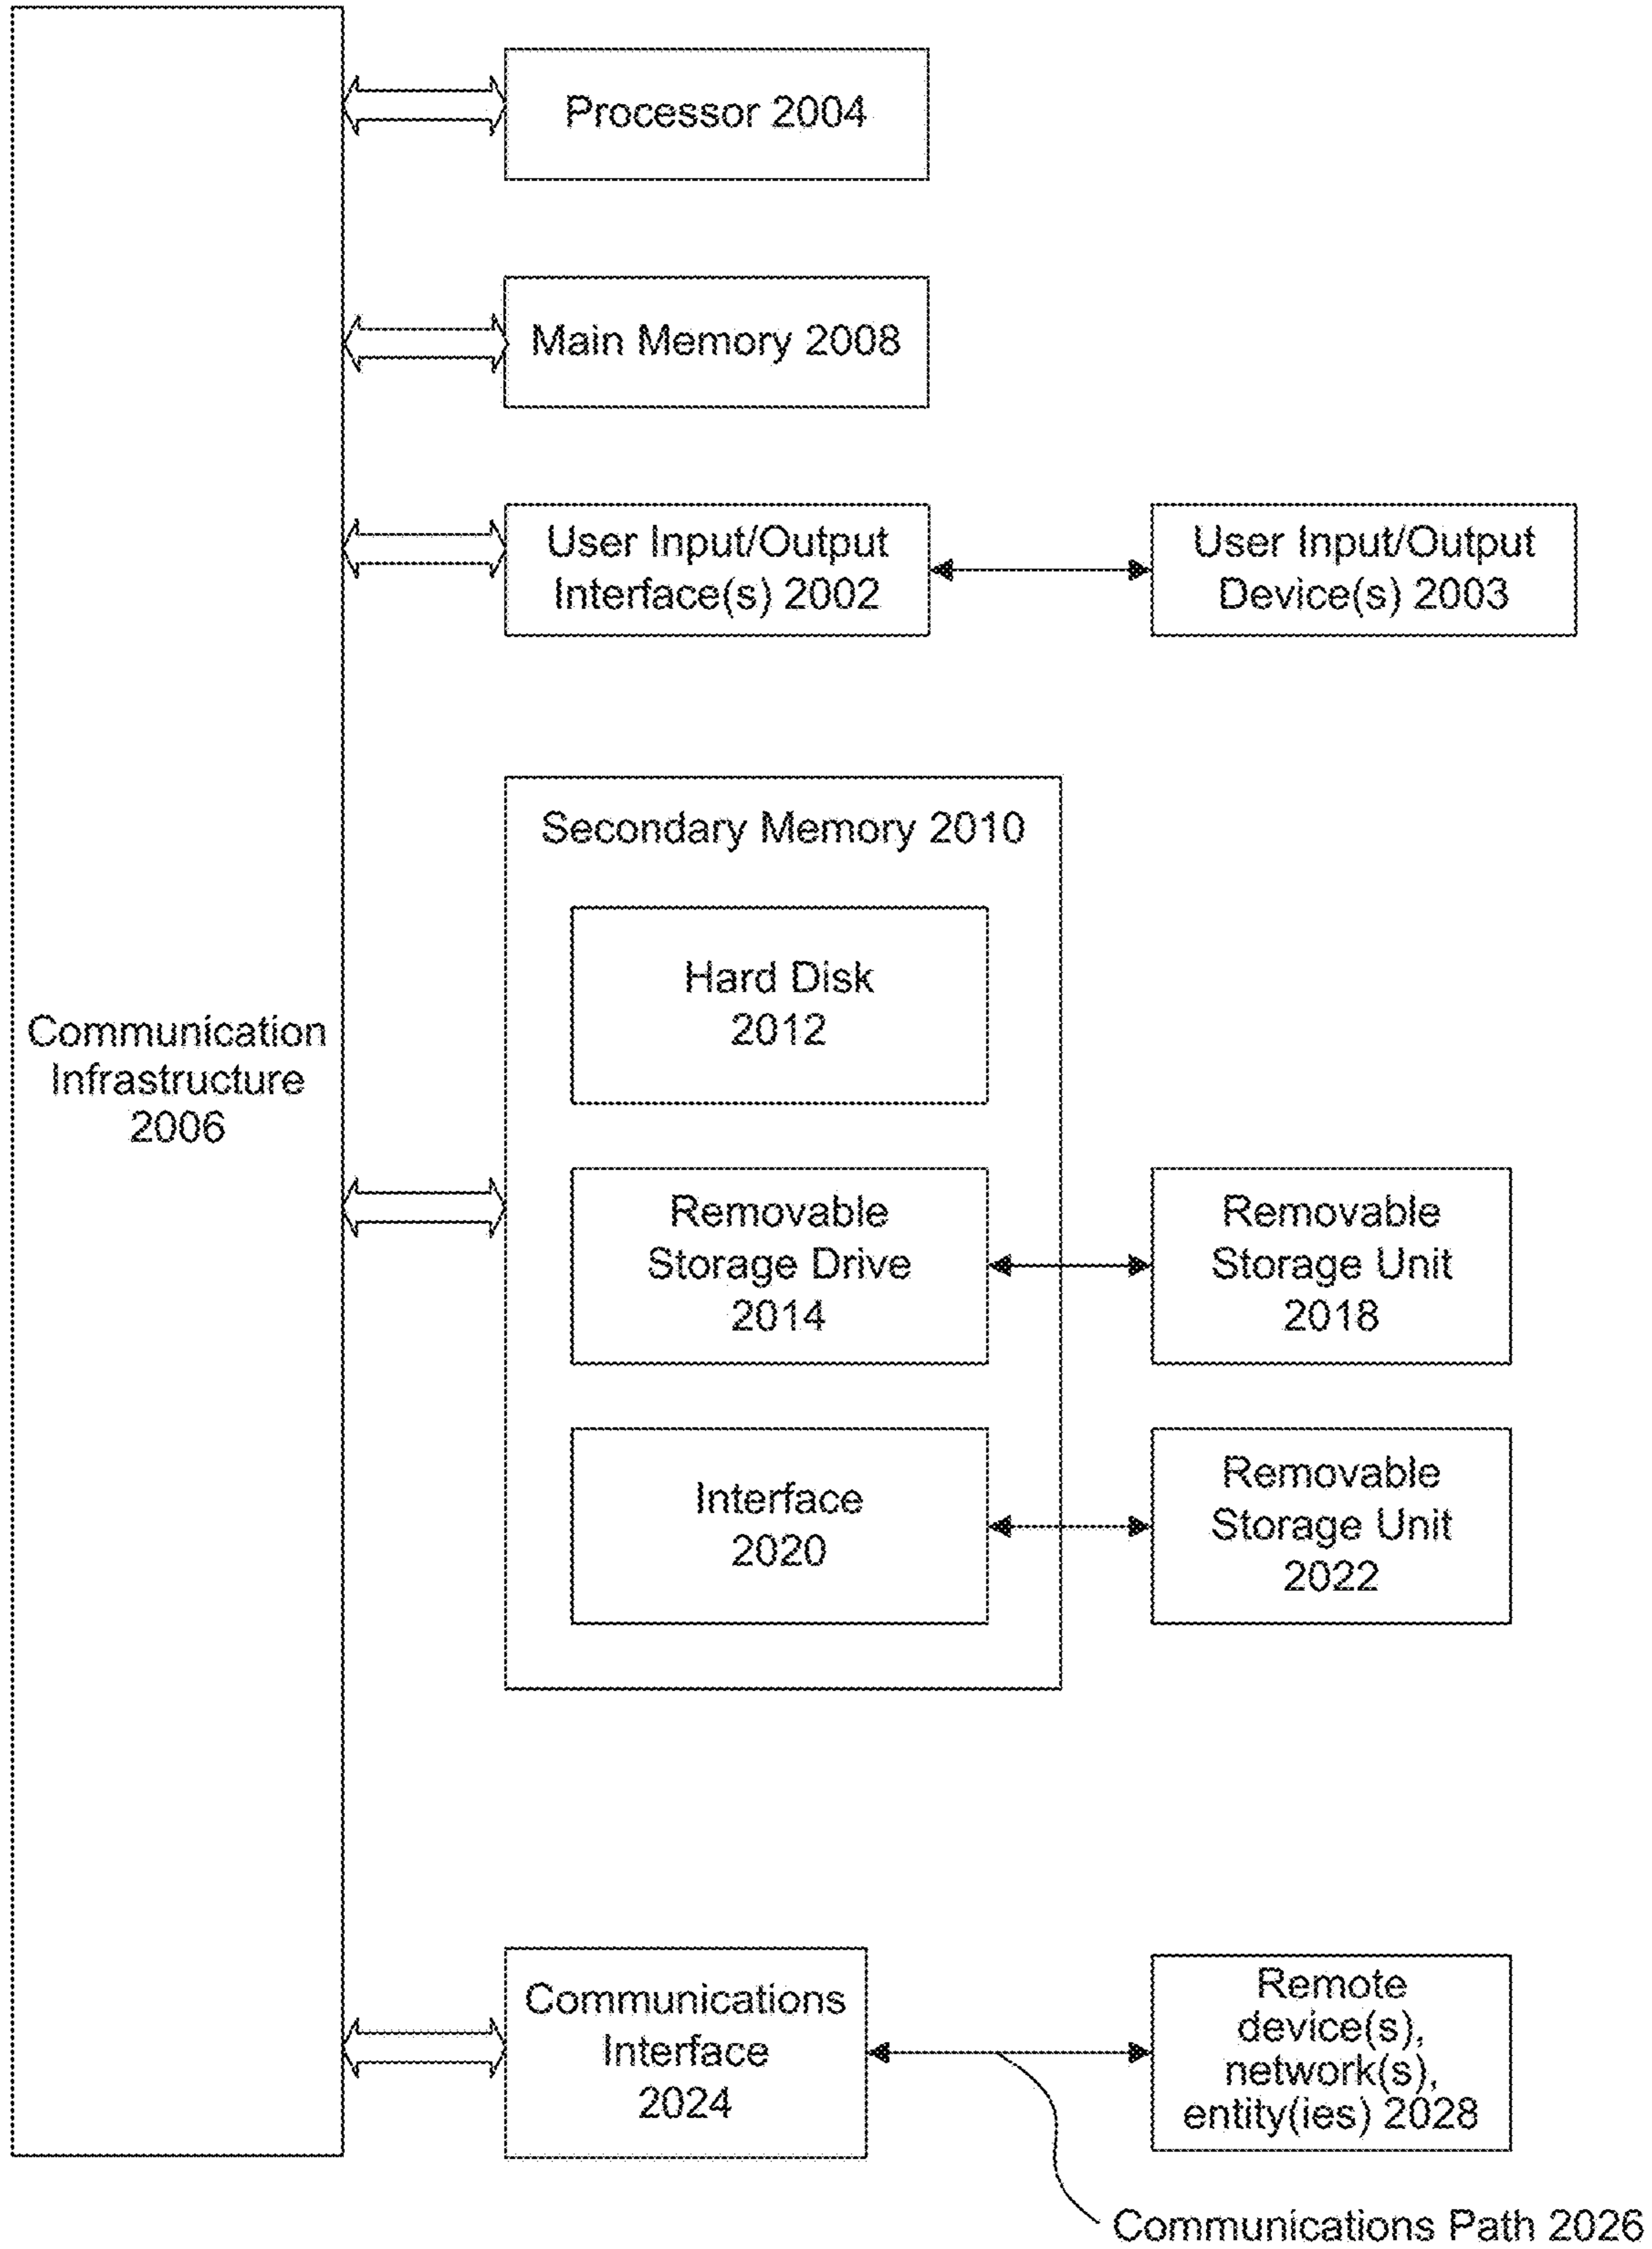 Processor 2004
Main Memory 2008
User Input/Output
Interface(s) 2002
User Input/Output
Device(s) 2003
Secondary Memory 2010
Hard Disk
2012
Communication
Infrastructure
2006
Removable
Storage Drive
2014
Removable
Storage Unit
2018
Interface
2020
Removable
Storage Unit
2022
Communications
Interface
2024
Remote
device(s),
network(s),
entity(ies) 2028
Communications Path 2026